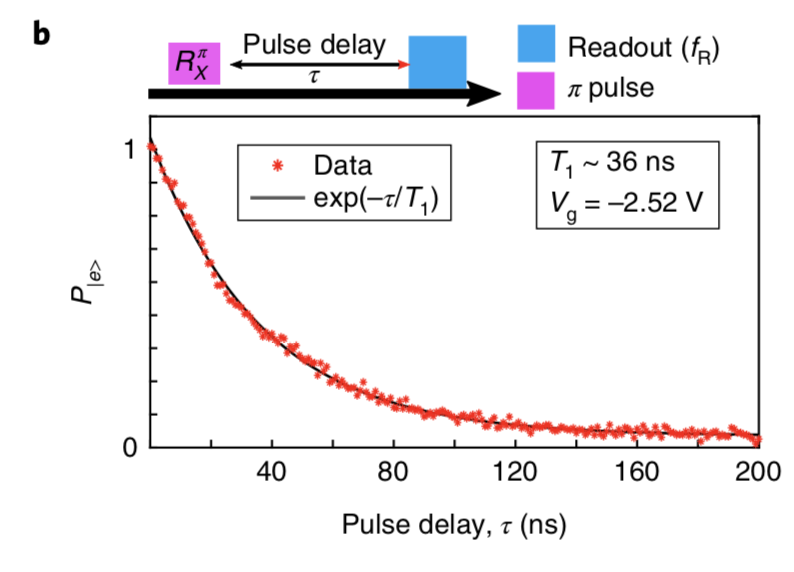 b
R_X^π
Pulse delay
τ
Readout (f_R)
π pulse
Data
exp(−τ/T_1)
T_1 ~ 36 ns
V_g = −2.52 V
P_|e>
1
0
40 80 120 160 200
Pulse delay, τ (ns)